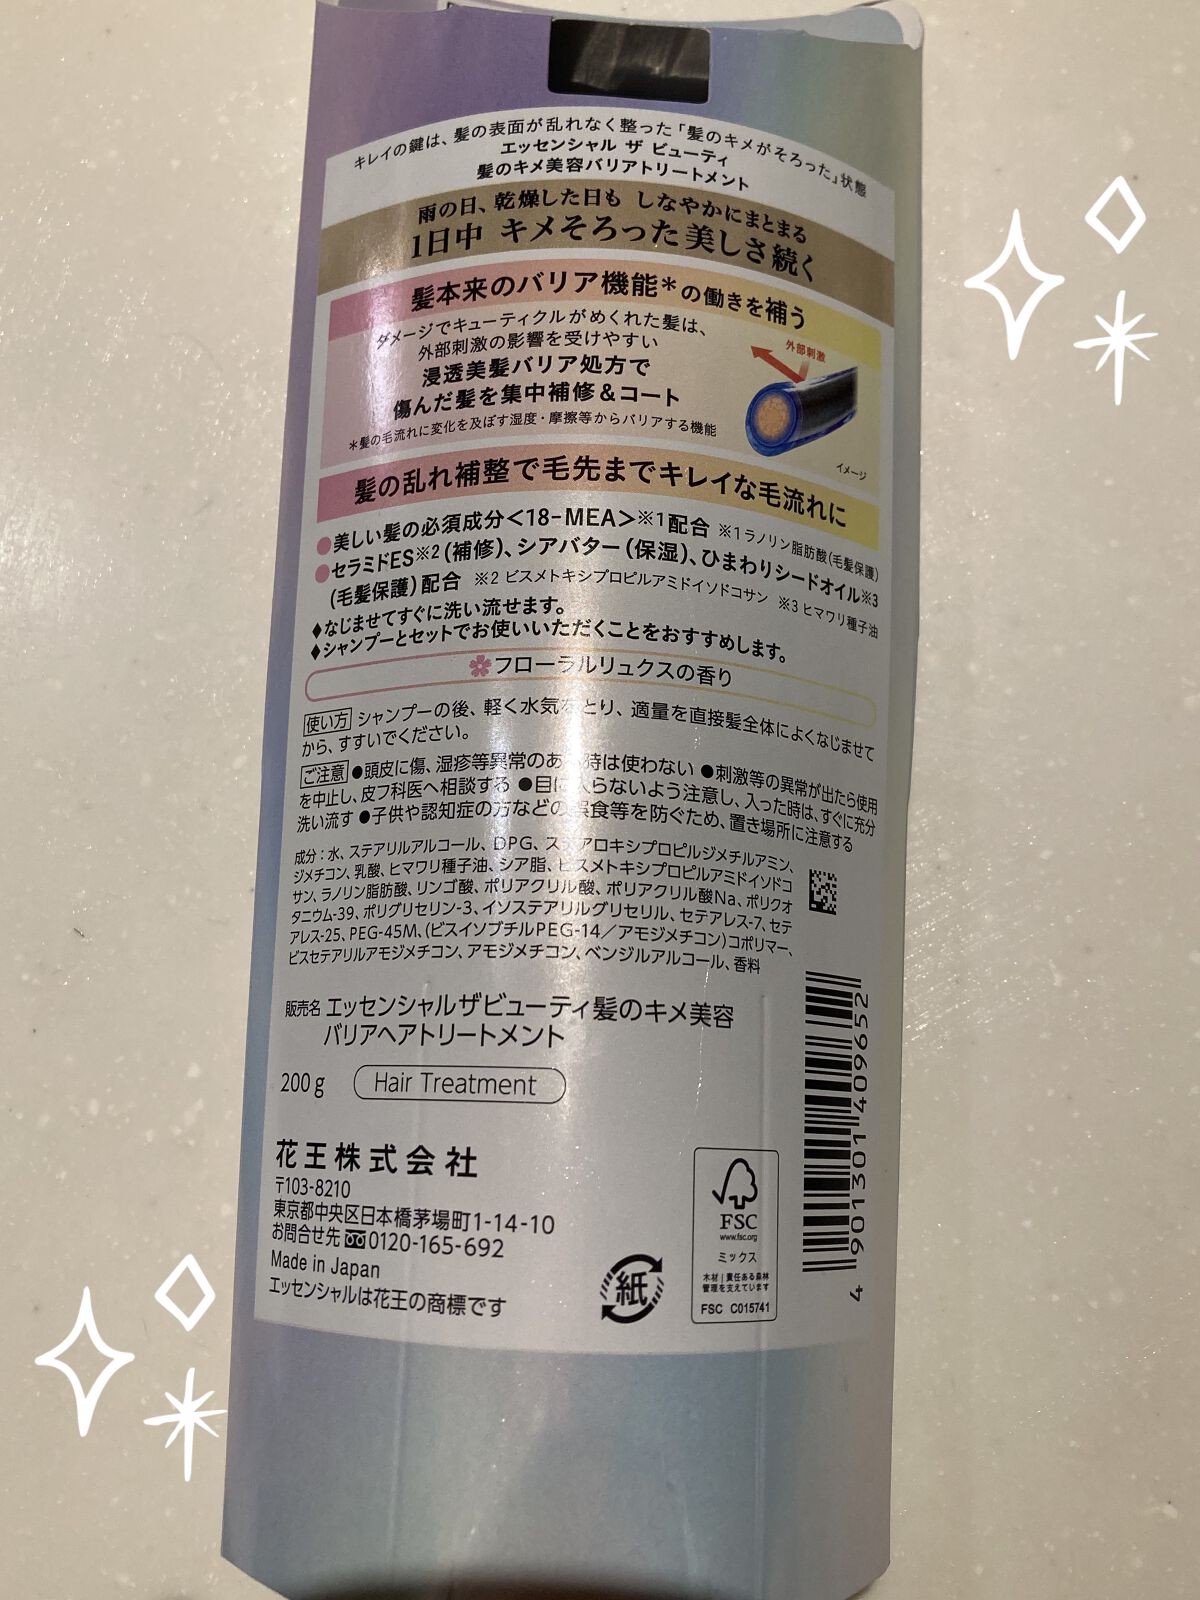 キレイの鍵は、髪の表面が乱れなく整った「髪のキメがそろった」状態
エッセンシャル ザ ビューティ
髪のキメ美容バリアトリートメント
雨の日、乾燥した日も しなやかにまとまる
1日中 キメそろった美しさ続く
髪本来のバリア機能*の働きを補う
ダメージでキューティクルがめくれた髪は、
外部刺激の影響を受けやすい
浸透美髪バリア処方で
傷んだ髪を集中補修&コート
*髪の毛流れに変化を及ぼす湿度・摩擦等からバリアする機能
外部刺激
イメージ
髪の乱れ補整で毛先までキレイな毛流れに
●美しい髪の必須成分<18-MEA>※1配合 ※1 ラノリン脂肪酸(毛髪保護)
●セラミドES※2(補修)、シアバター(保湿)、ひまわりシードオイル※3
(毛髪保護)配合 ※2 ビスメトキシプロピルアミドイソドコサン ※3 ヒマワリ種子油
♦なじませてすぐに洗い流せます。
♦シャンプーとセットでお使いいただくことをおすすめします。
フローラルリュクスの香り
使い方 シャンプーの後、軽く水気をとり、適量を直接髪全体によくなじませて
から、すすいでください。
ご注意 ●頭皮に傷、湿疹等異常のある時は使わない ●刺激等の異常が出たら使用
を中止し、皮フ科医へ相談する ●目に入らないよう注意し、入った時は、すぐに充分
洗い流す ●子供や認知症の方などの誤食等を防ぐため、置き場所に注意する
成分:水、ステアリルアルコール、DPG、ステアロキシプロピルジメチルアミン、
ジメチコン、乳酸、ヒマワリ種子油、シア脂、ビスメトキシプロピルアミドイソドコ
サン、ラノリン脂肪酸、リンゴ酸、ポリアクリル酸、ポリアクリル酸Na、ポリクオ
タニウム-39、ポリグリセリン-3、イソステアリルグリセリル、セテアレス-7、セテ
アレス-25、PEG-45M、(ビスイソブチルPEG-14/アモジメチコン)コポリマー、
ビスセテアリルアモジメチコン、アモジメチコン、ベンジルアルコール、香料
販売名 エッセンシャルザビューティ髪のキメ美容
バリアヘアトリートメント
200g Hair Treatment
花王株式会社
〒103-8210
東京都中央区日本橋茅場町1-14-10
お問合せ先 0120-165-692
Made in Japan
エッセンシャルは花王の商標です
紙
FSC
www.fsc.org
ミックス
木材|責任ある森林
管理を支えています
FSC C015741
4 901301 409652